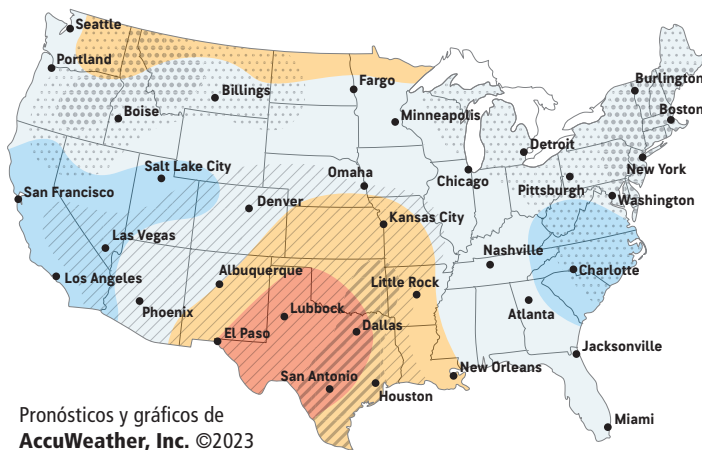 Seattle
Portland
Fargo
Billings
Burlington
Boise
Minneapolis
Boston
Detroit
Salt Lake City
Omaha
Chicago
New York
Pittsburgh
San Francisco
Denver
Washington
Kansas City
Las Vegas
Nashville
Los Angeles
Albuquerque
Charlotte
Little Rock
Phoenix
Lubbock
Atlanta
El Paso
Dallas
Jacksonville
San Antonio
New Orleans
Houston
Miami
Pronósticos y gráficos de
AccuWeather, Inc. ©2023